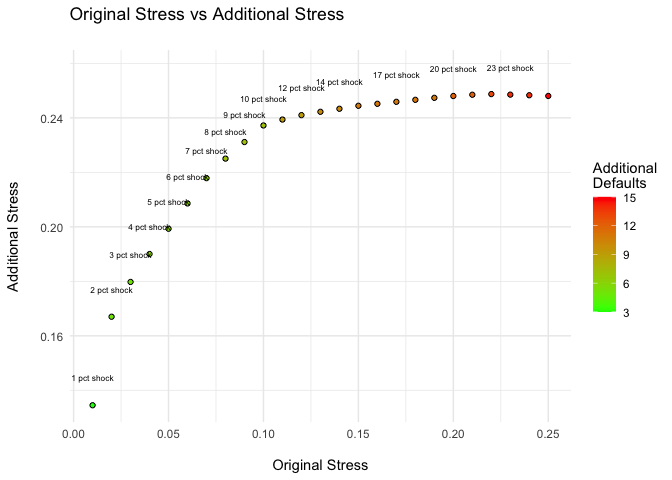 Original Stress vs Additional Stress
20 pct shock
23 pct shock
17 pct shock
14 pct shock
12 pct shock
10 pct shock
9 pct shock
8 pct shock
7 pct shock
6 pct shock
5 pct shock
4 pct shock
3 pct shock
2 pct shock
1 pct shock
0.24
0.20
0.16
Additional Stress
0.00
0.05
0.10
0.15
0.20
0.25
Original Stress
Additional
Defaults
15
12
9
6
3